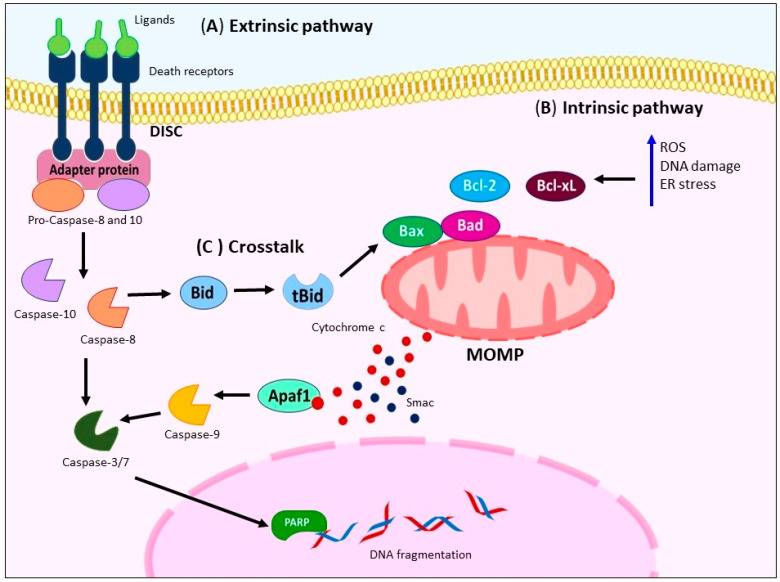 Ligands
(A) Extrinsic pathway
Death receptors
DISC
(B) Intrinsic pathway
Adapter protein
ROS
DNA damage
ER stress
Bcl-2
Bcl-xL
Pro-Caspase-8 and 10
Bax
Bad
(C ) Crosstalk
Bid
tBid
Caspase-10
Caspase-8
Cytochrome c
MOMP
Apaf1
Smac
Caspase-9
Caspase-3/7
PARP
DNA fragmentation